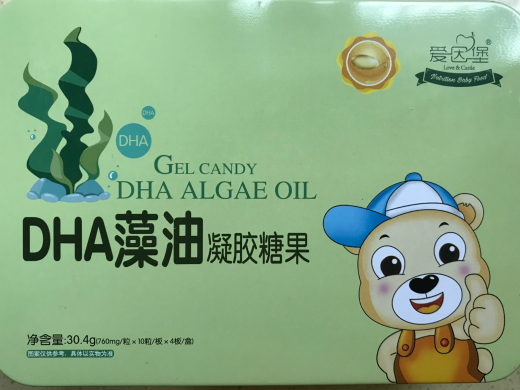 爱因堡
Love & Castle
Nutrition Baby Food
DHA
DHA
GEL CANDY
DHA ALGAE OIL
DHA藻油凝胶糖果
净含量:30.4g(760mg/粒×10粒/板×4板/盒)
图案仅供参考，具体以实物为准